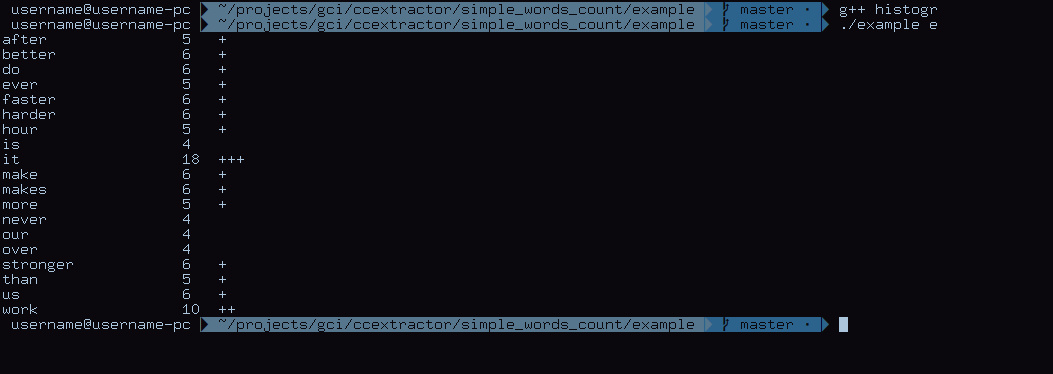 username@username-pc ~/projects/gci/ccextractor/simple_words_count/example master · g++ histogr
username@username-pc ~/projects/gci/ccextractor/simple_words_count/example master · ./example e
after 5 +
better 6 +
do 6 +
ever 5 +
faster 6 +
harder 6 +
hour 5 +
is 4
it 18 +++
make 6 +
makes 6 +
more 5 +
never 4
our 4
over 4
stronger 6 +
than 5 +
us 6 +
work 10 ++
username@username-pc ~/projects/gci/ccextractor/simple_words_count/example master ·